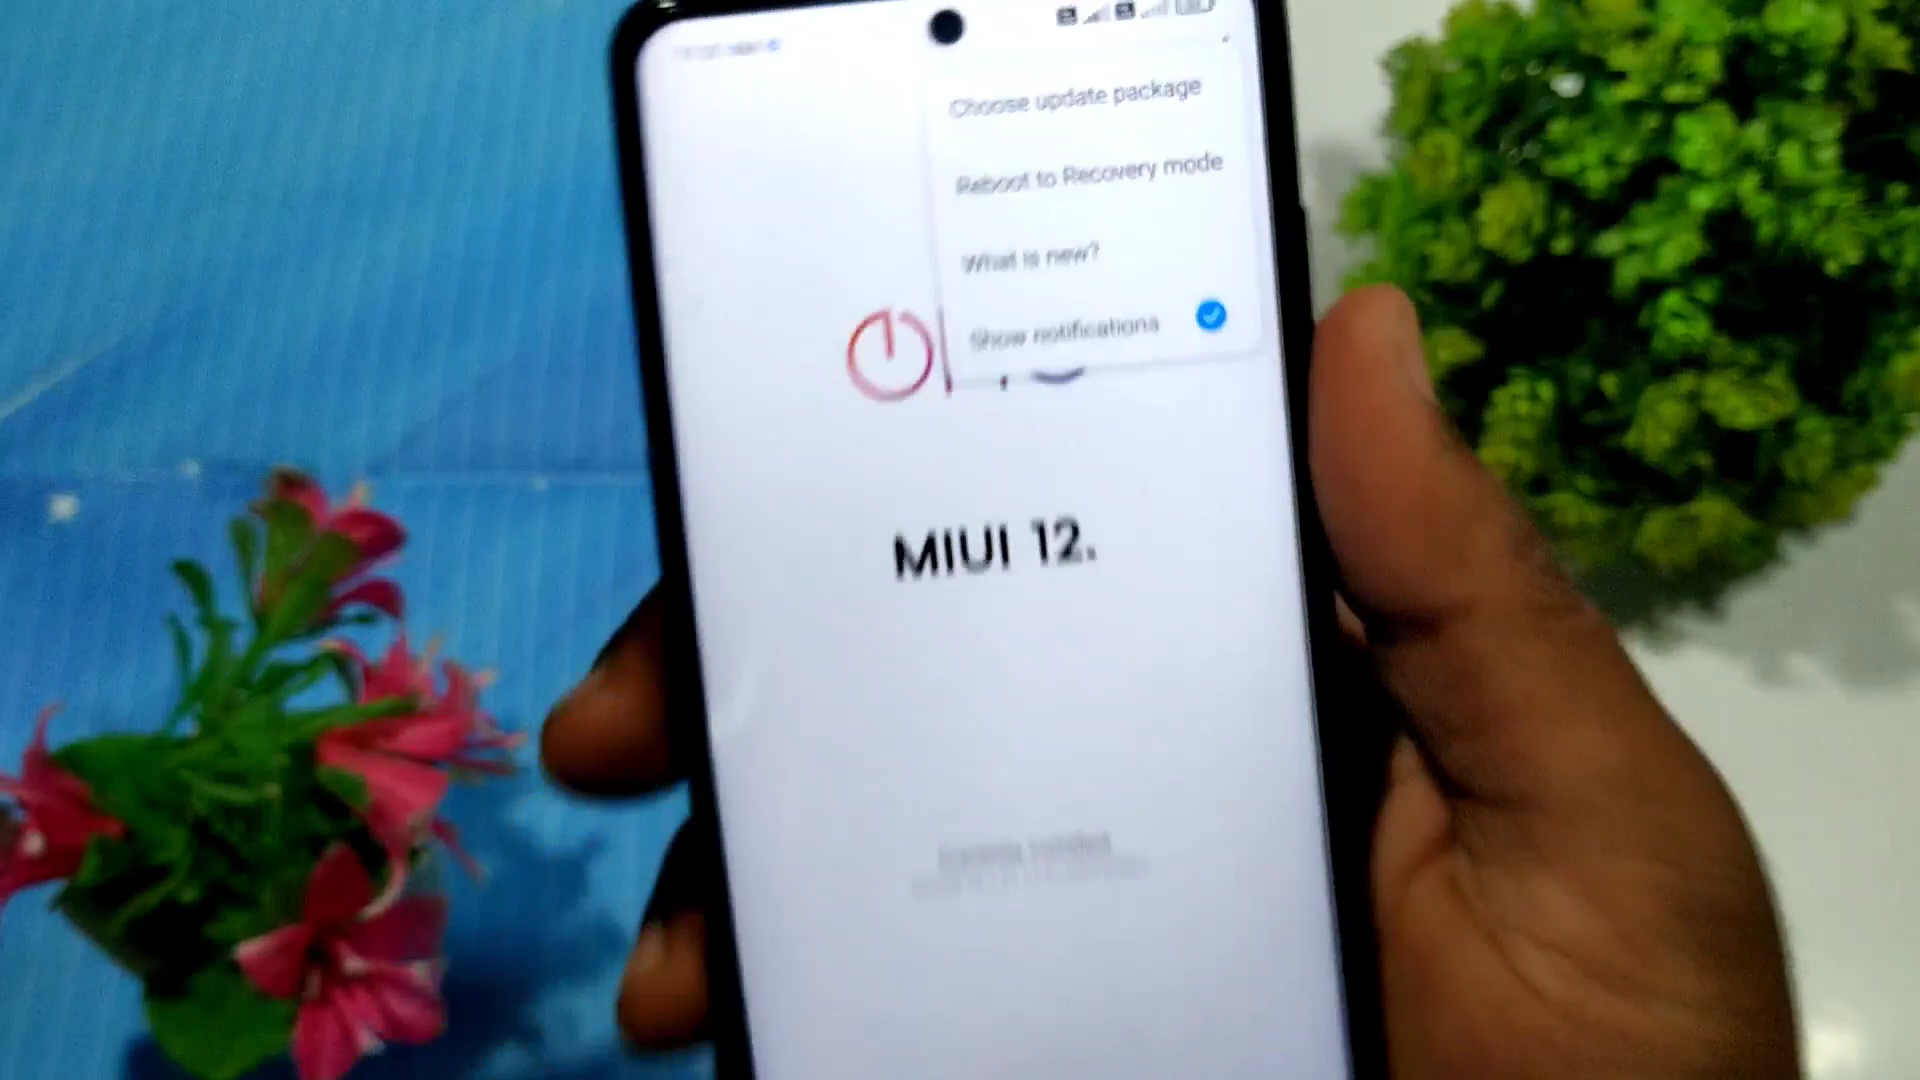 Choose update package
Reboot to Recovery mode
What is new?
Show notifications
MIUI 12.